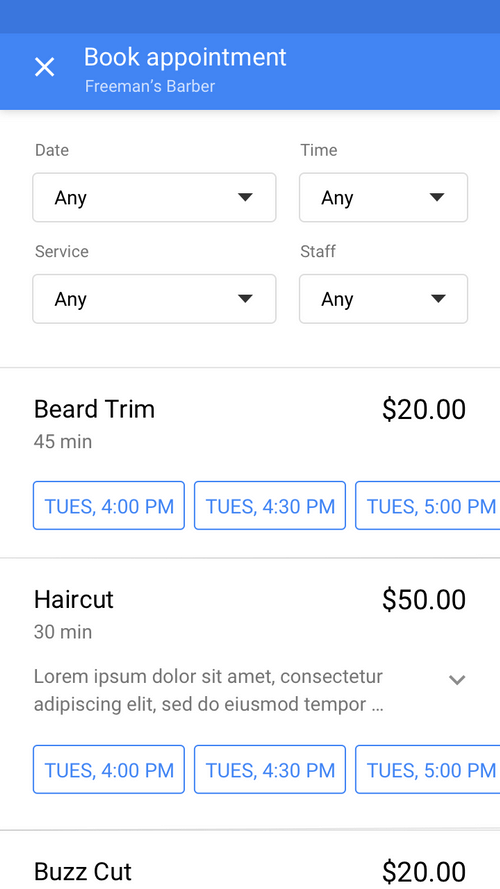 Book appointment
Freeman’s Barber
Date Time
Any Any
Service Staff
Any Any
Beard Trim $20.00
45 min
TUES, 4:00 PM TUES, 4:30 PM TUES, 5:00 PM
Haircut $50.00
30 min
Lorem ipsum dolor sit amet, consectetur
adipiscing elit, sed do eiusmod tempor ...
TUES, 4:00 PM TUES, 4:30 PM TUES, 5:00 PM
Buzz Cut $20.00